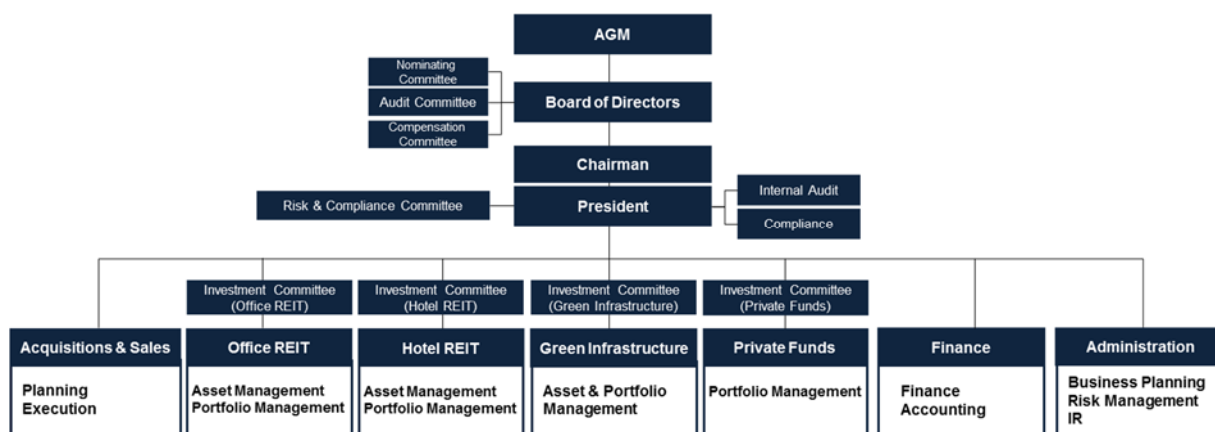 AGM
Nominating
Committee
Audit Committee
Compensation
Committee
Board of Directors
Chairman
President
Risk & Compliance Committee
Internal Audit
Compliance
Investment Committee
(Office REIT)
Investment Committee
(Hotel REIT)
Investment Committee
(Green Infrastructure)
Investment Committee
(Private Funds)
Acquisitions & Sales
Planning
Execution
Office REIT
Asset Management
Portfolio Management
Hotel REIT
Asset Management
Portfolio Management
Green Infrastructure
Asset & Portfolio
Management
Private Funds
Portfolio Management
Finance
Finance
Accounting
Administration
Business Planning
Risk Management
IR